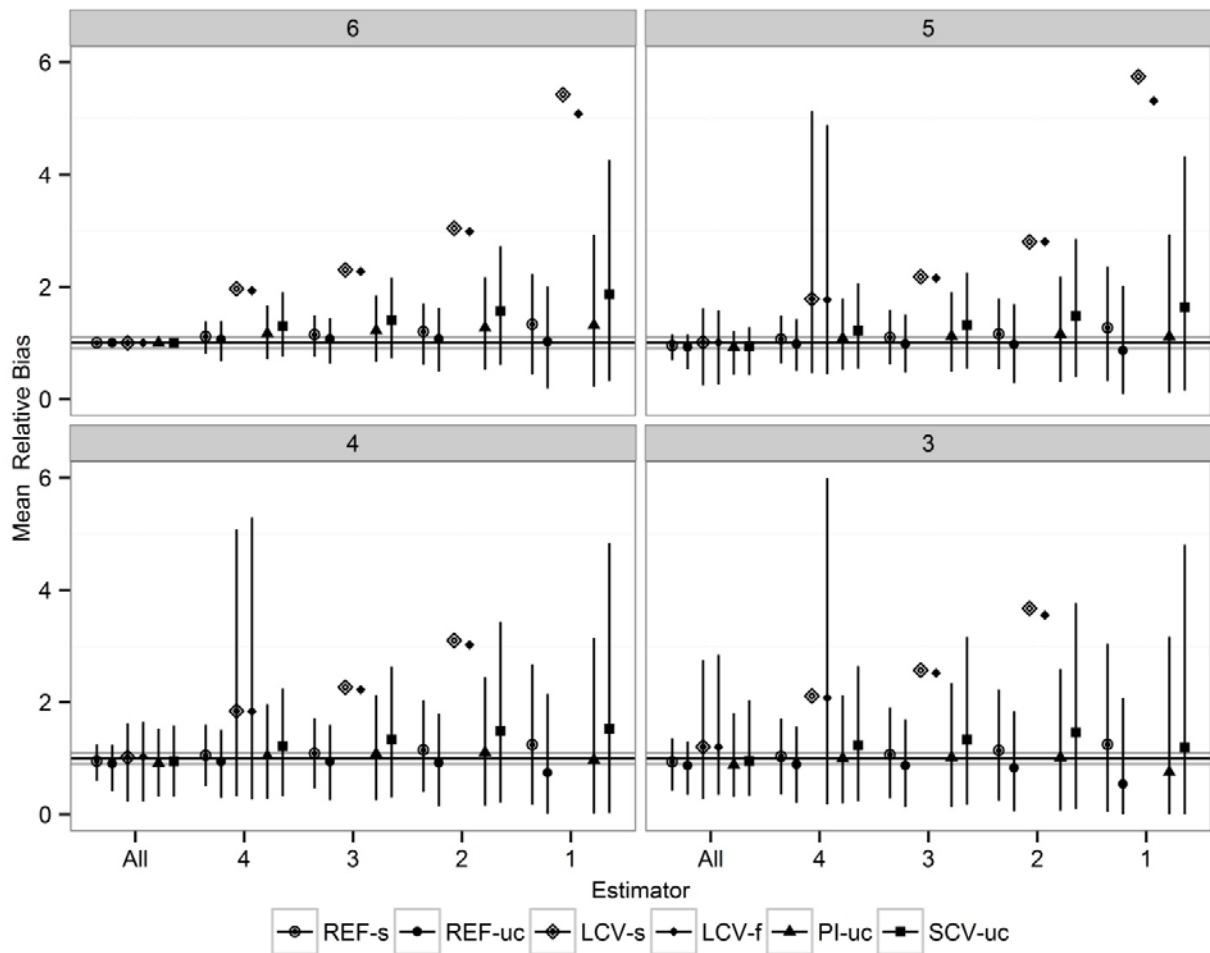 6 5
6
4
2
0
4 3
Mean Relative Bias
6
4
2
0
All 4 3 2 1 All 4 3 2 1
Estimator
REF-s REF-uc LCV-s LCV-f PI-uc SCV-uc